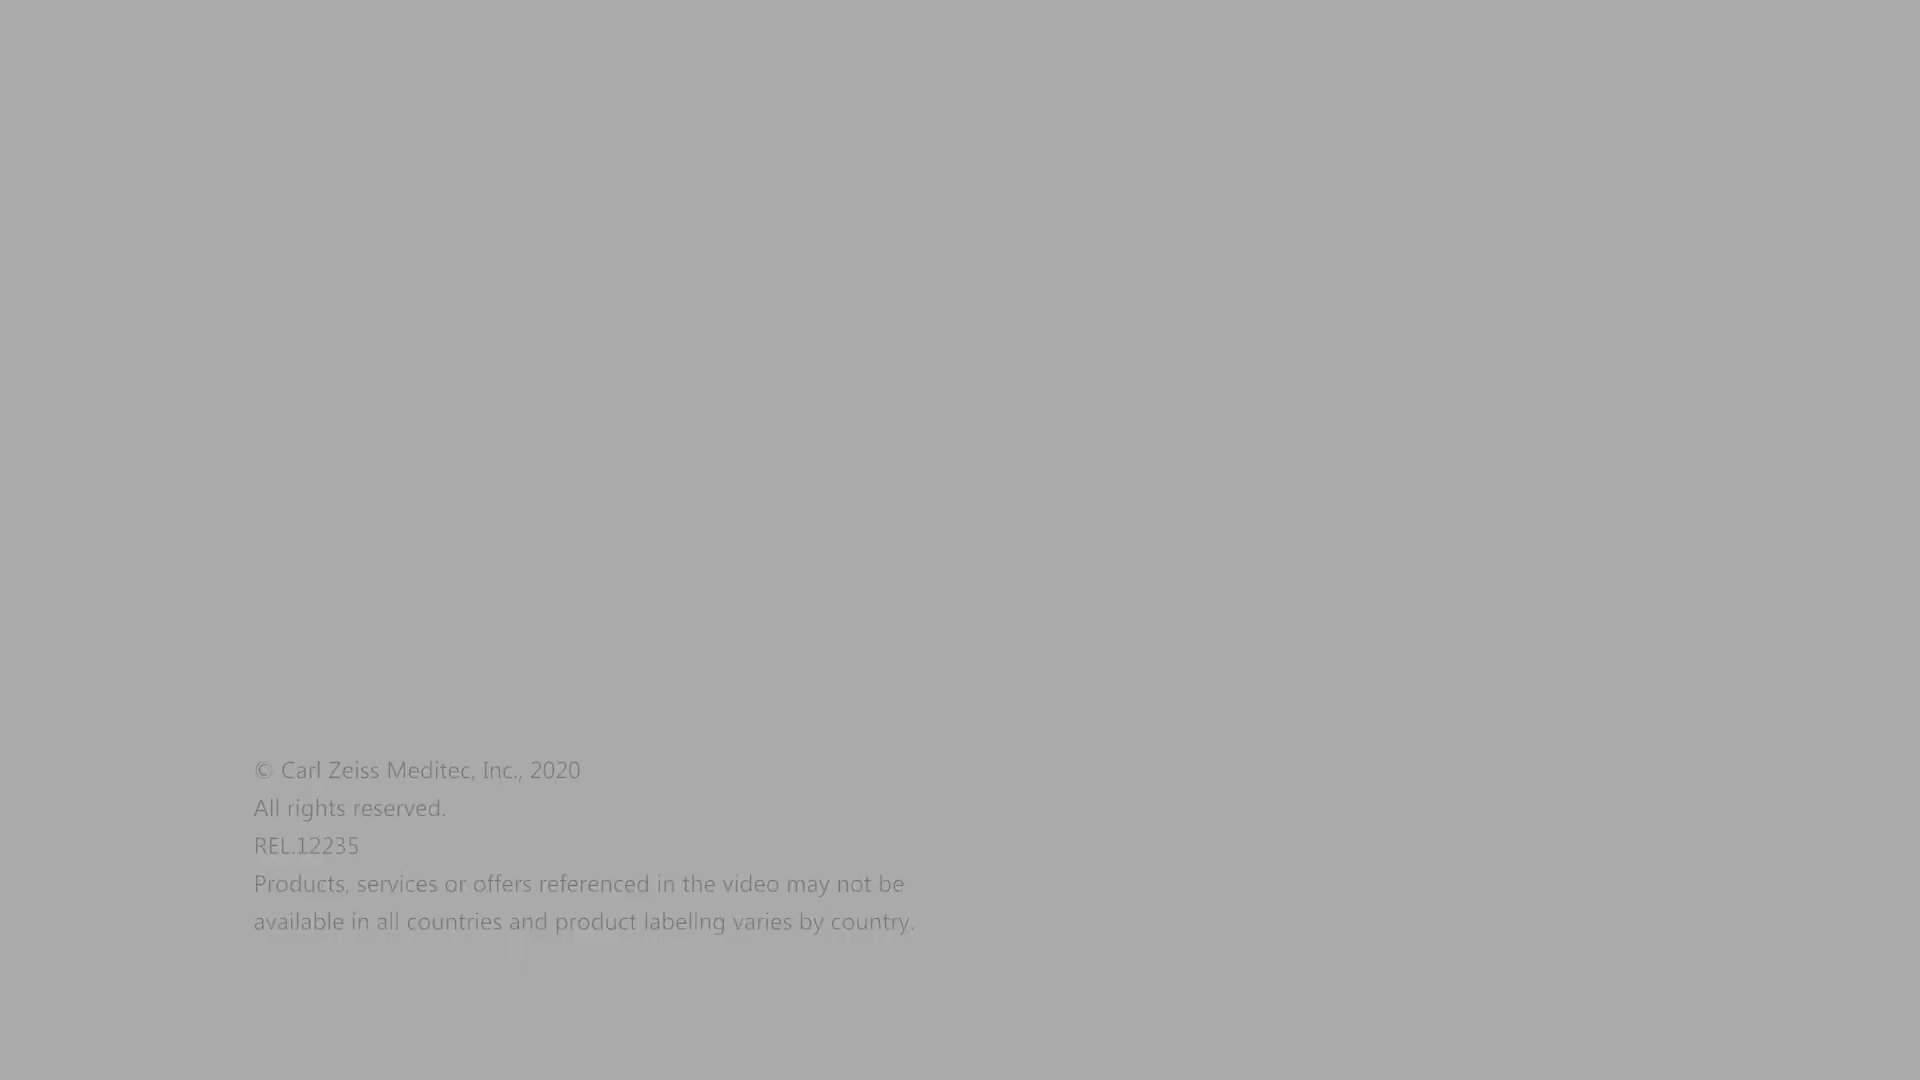 © Carl Zeiss Meditec, Inc., 2020
All rights reserved.
REL.12235
Products, services or offers referenced in the video may not be
available in all countries and product labellng varies by country.